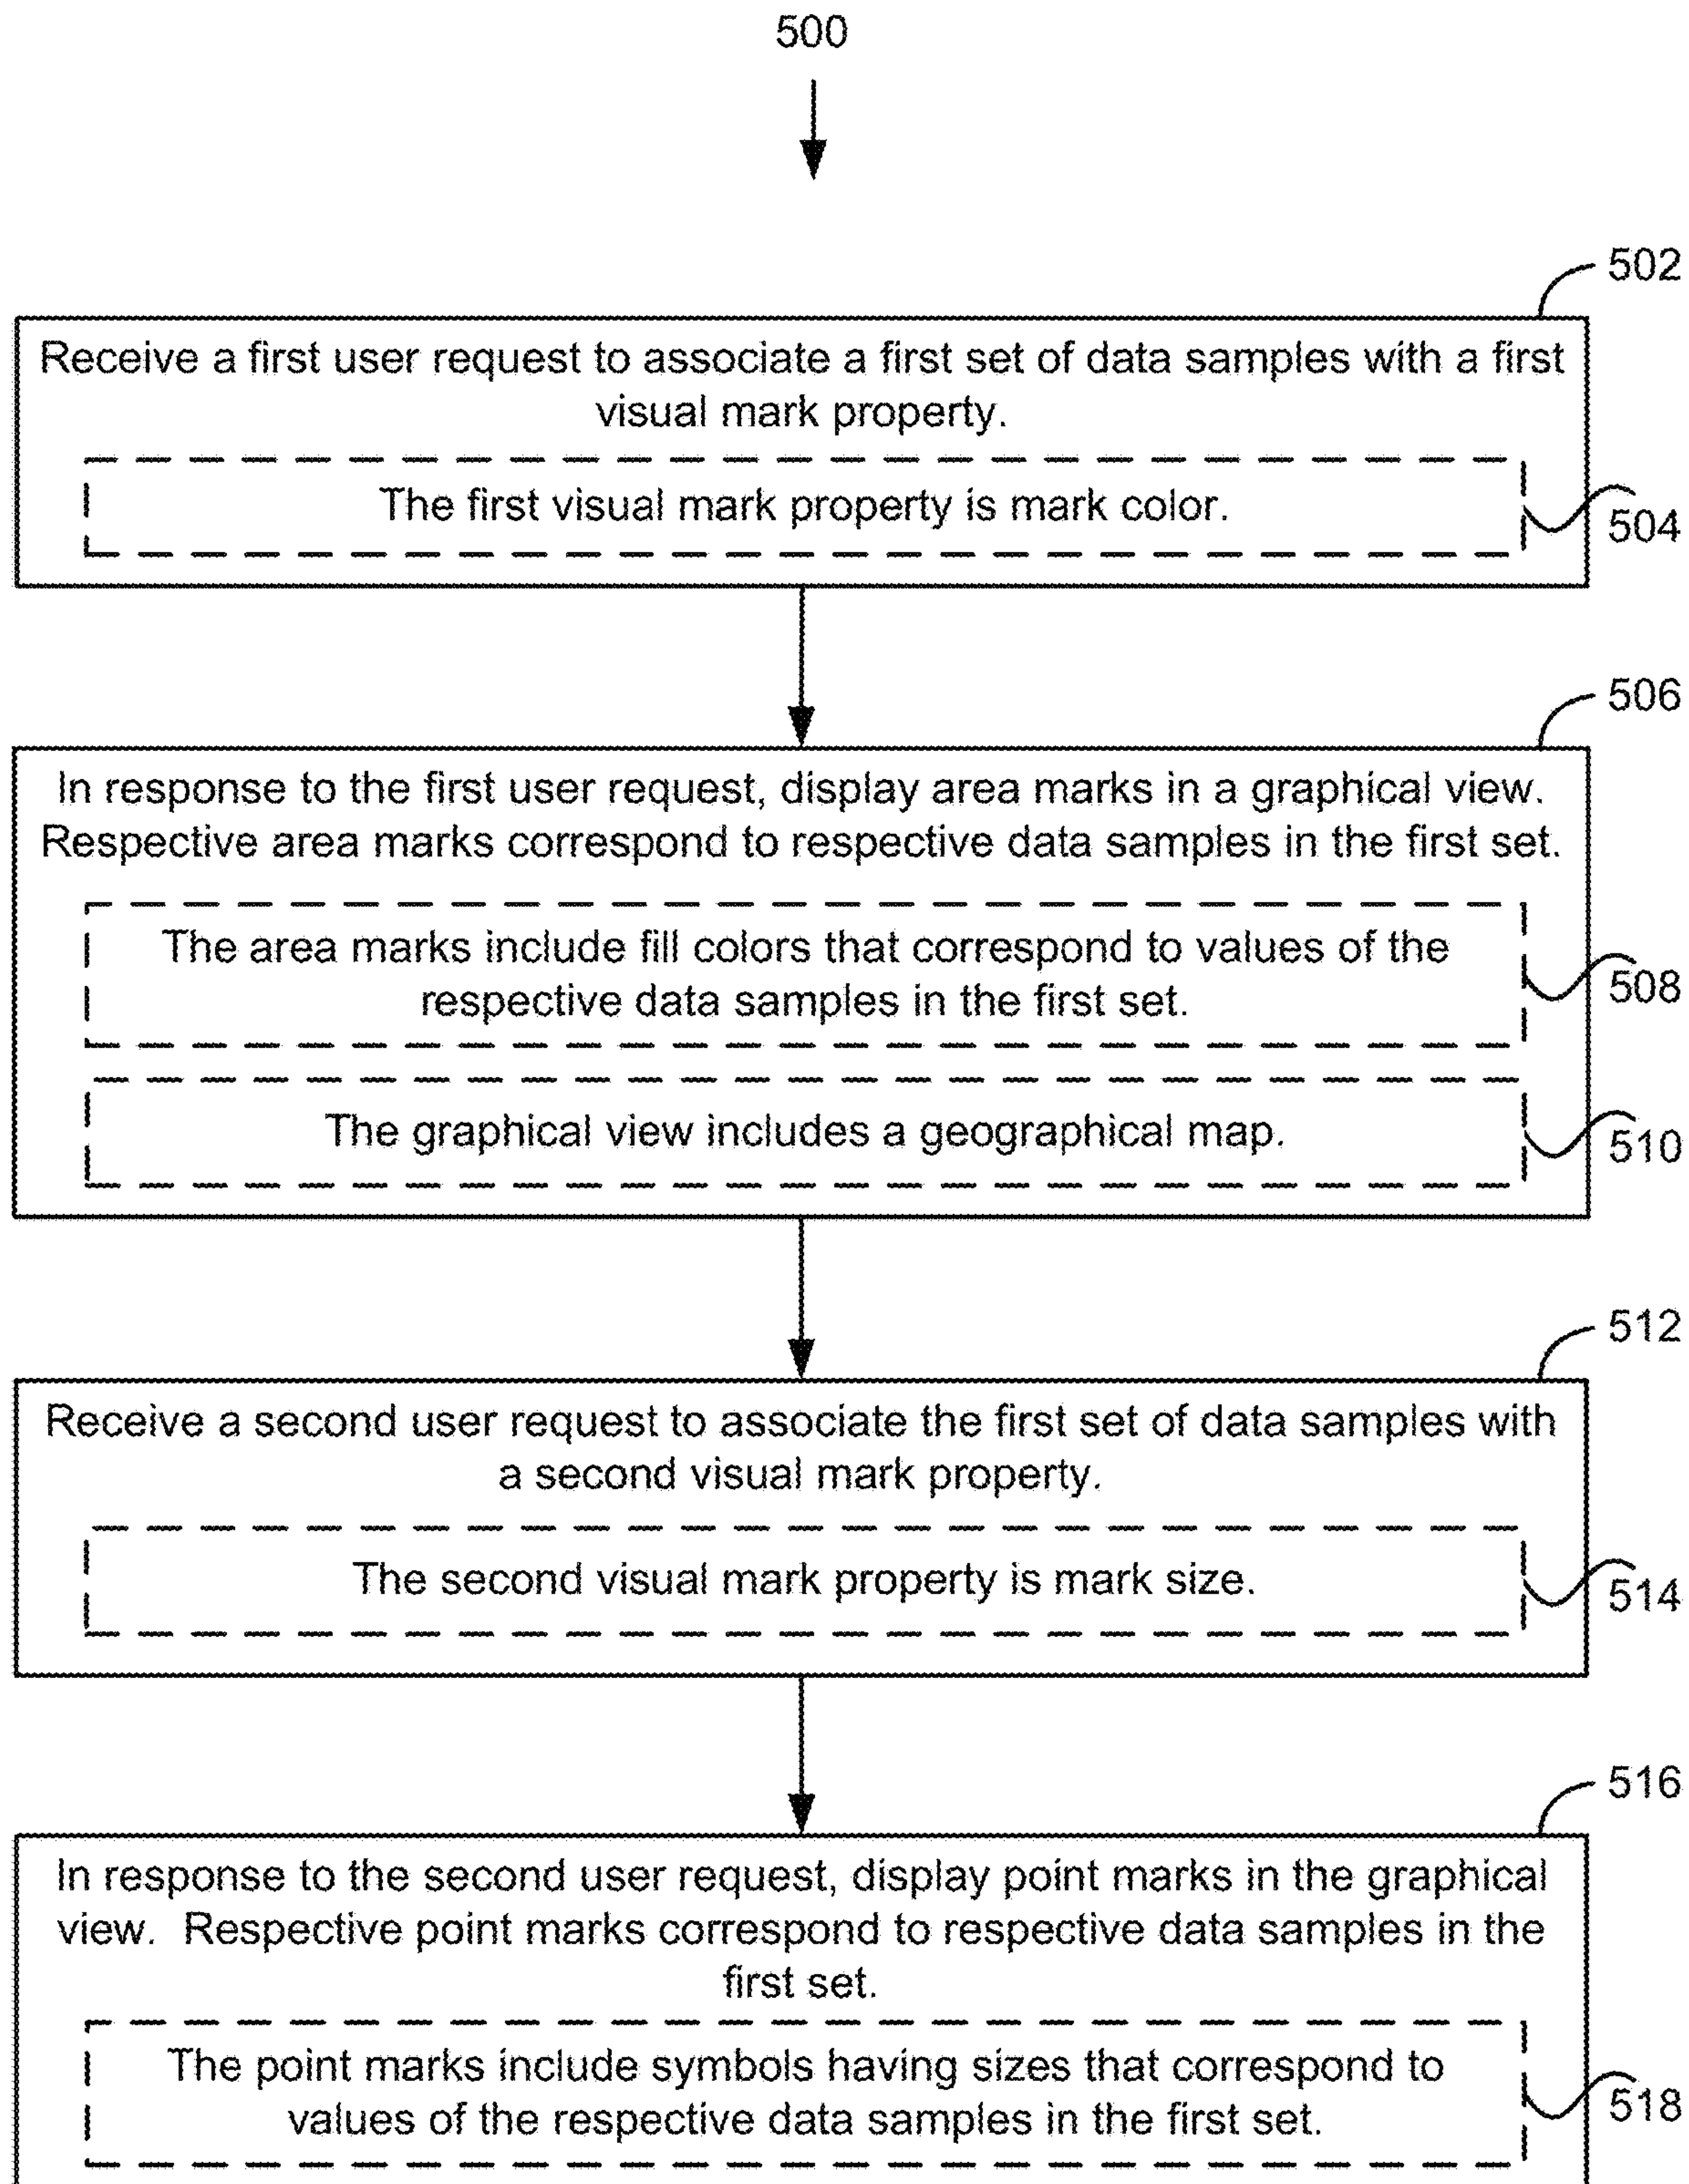 500
502
Receive a first user request to associate a first set of data samples with a first
visual mark property.
The first visual mark property is mark color.
504
506
In response to the first user request, display area marks in a graphical view.
Respective area marks correspond to respective data samples in the first set.
The area marks include fill colors that correspond to values of the
respective data samples in the first set.
508
The graphical view includes a geographical map.
510
512
Receive a second user request to associate the first set of data samples with
a second visual mark property.
The second visual mark property is mark size.
514
516
In response to the second user request, display point marks in the graphical
view. Respective point marks correspond to respective data samples in the
first set.
The point marks include symbols having sizes that correspond to
values of the respective data samples in the first set.
518